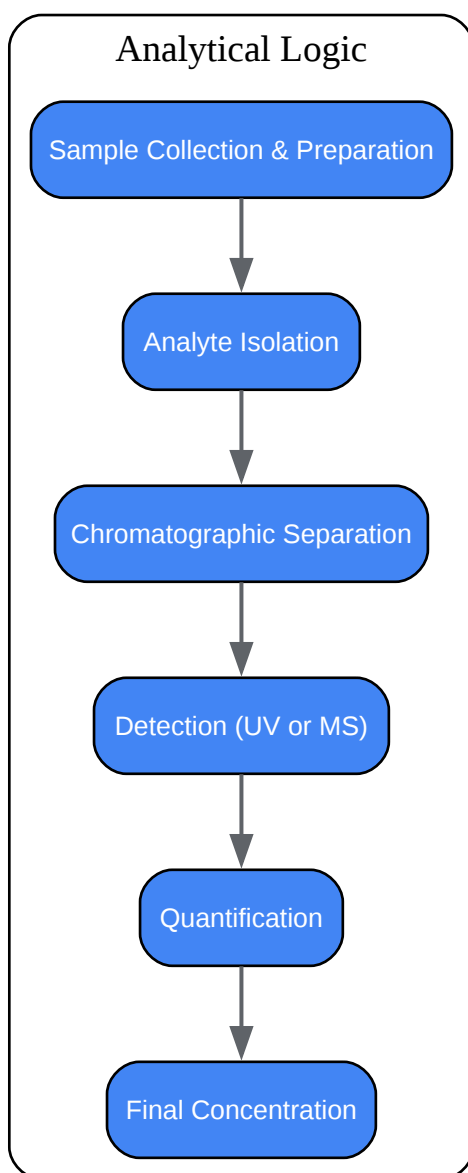 Analytical Logic
Sample Collection & Preparation
Analyte Isolation
Chromatographic Separation
Detection (UV or MS)
Quantification
Final Concentration